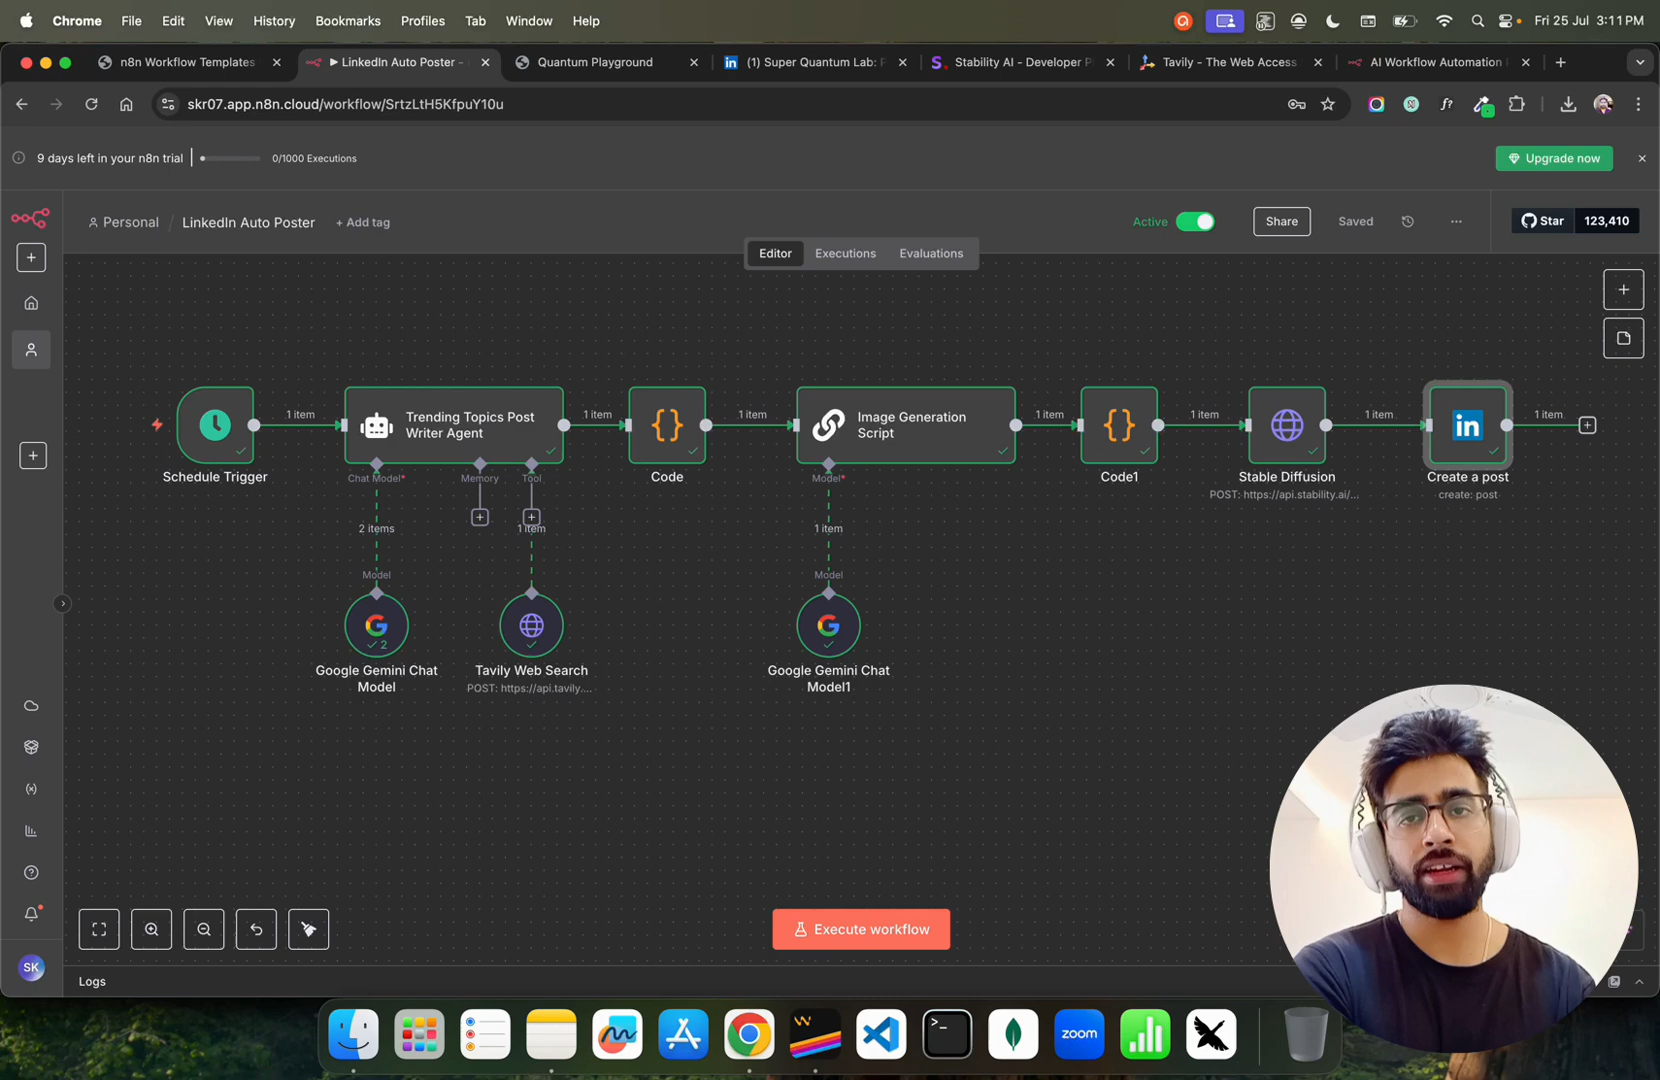 Chrome File Edit View History Bookmarks Profiles Tab Window Help Fri 25 Jul 3:11 PM
n8n Workflow Templates LinkedIn Auto Poster - Quantum Playground (1) Super Quantum Lab: Stability AI - Developer Tavily - The Web Access AI Workflow Automation
skr07.app.n8n.cloud/workflow/SrtzLtH5KfpuY10u
9 days left in your n8n trial 0/1000 Executions Upgrade now
Personal / LinkedIn Auto Poster + Add tag Active Share Saved Star 123,410
Editor Executions Evaluations
1 item 1 item 1 item 1 item 1 item 1 item 1 item
Trending Topics Post
Writer Agent
Image Generation
Script
Schedule Trigger Code Code1 Stable Diffusion Create a post
Chat Model* Memory Tool Model*
POST: https://api.stability.ai/... create: post
2 items 1 item 1 item
Model Model
2
Google Gemini Chat
Model
Tavily Web Search
POST: https://api.tavily....
Google Gemini Chat
Model1
Execute workflow
SK
Logs
zoom